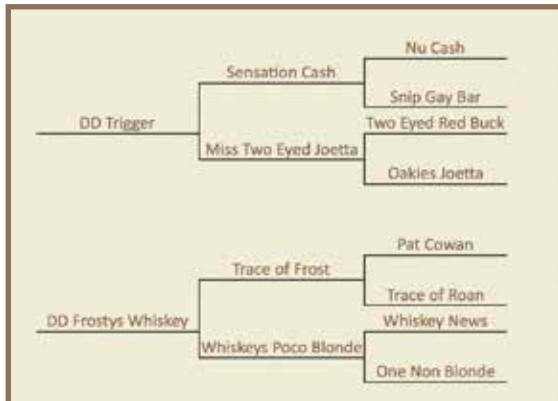 Nu Cash
Sensation Cash
Snip Gay Bar
DD Trigger
Two Eyed Red Buck
Miss Two Eyed Joetta
Oakies Joetta
Pat Cowan
Trace of Frost
Trace of Roan
DD Frostys Whiskey
Whiskey News
Whiskeys Poco Blonde
One Non Blonde